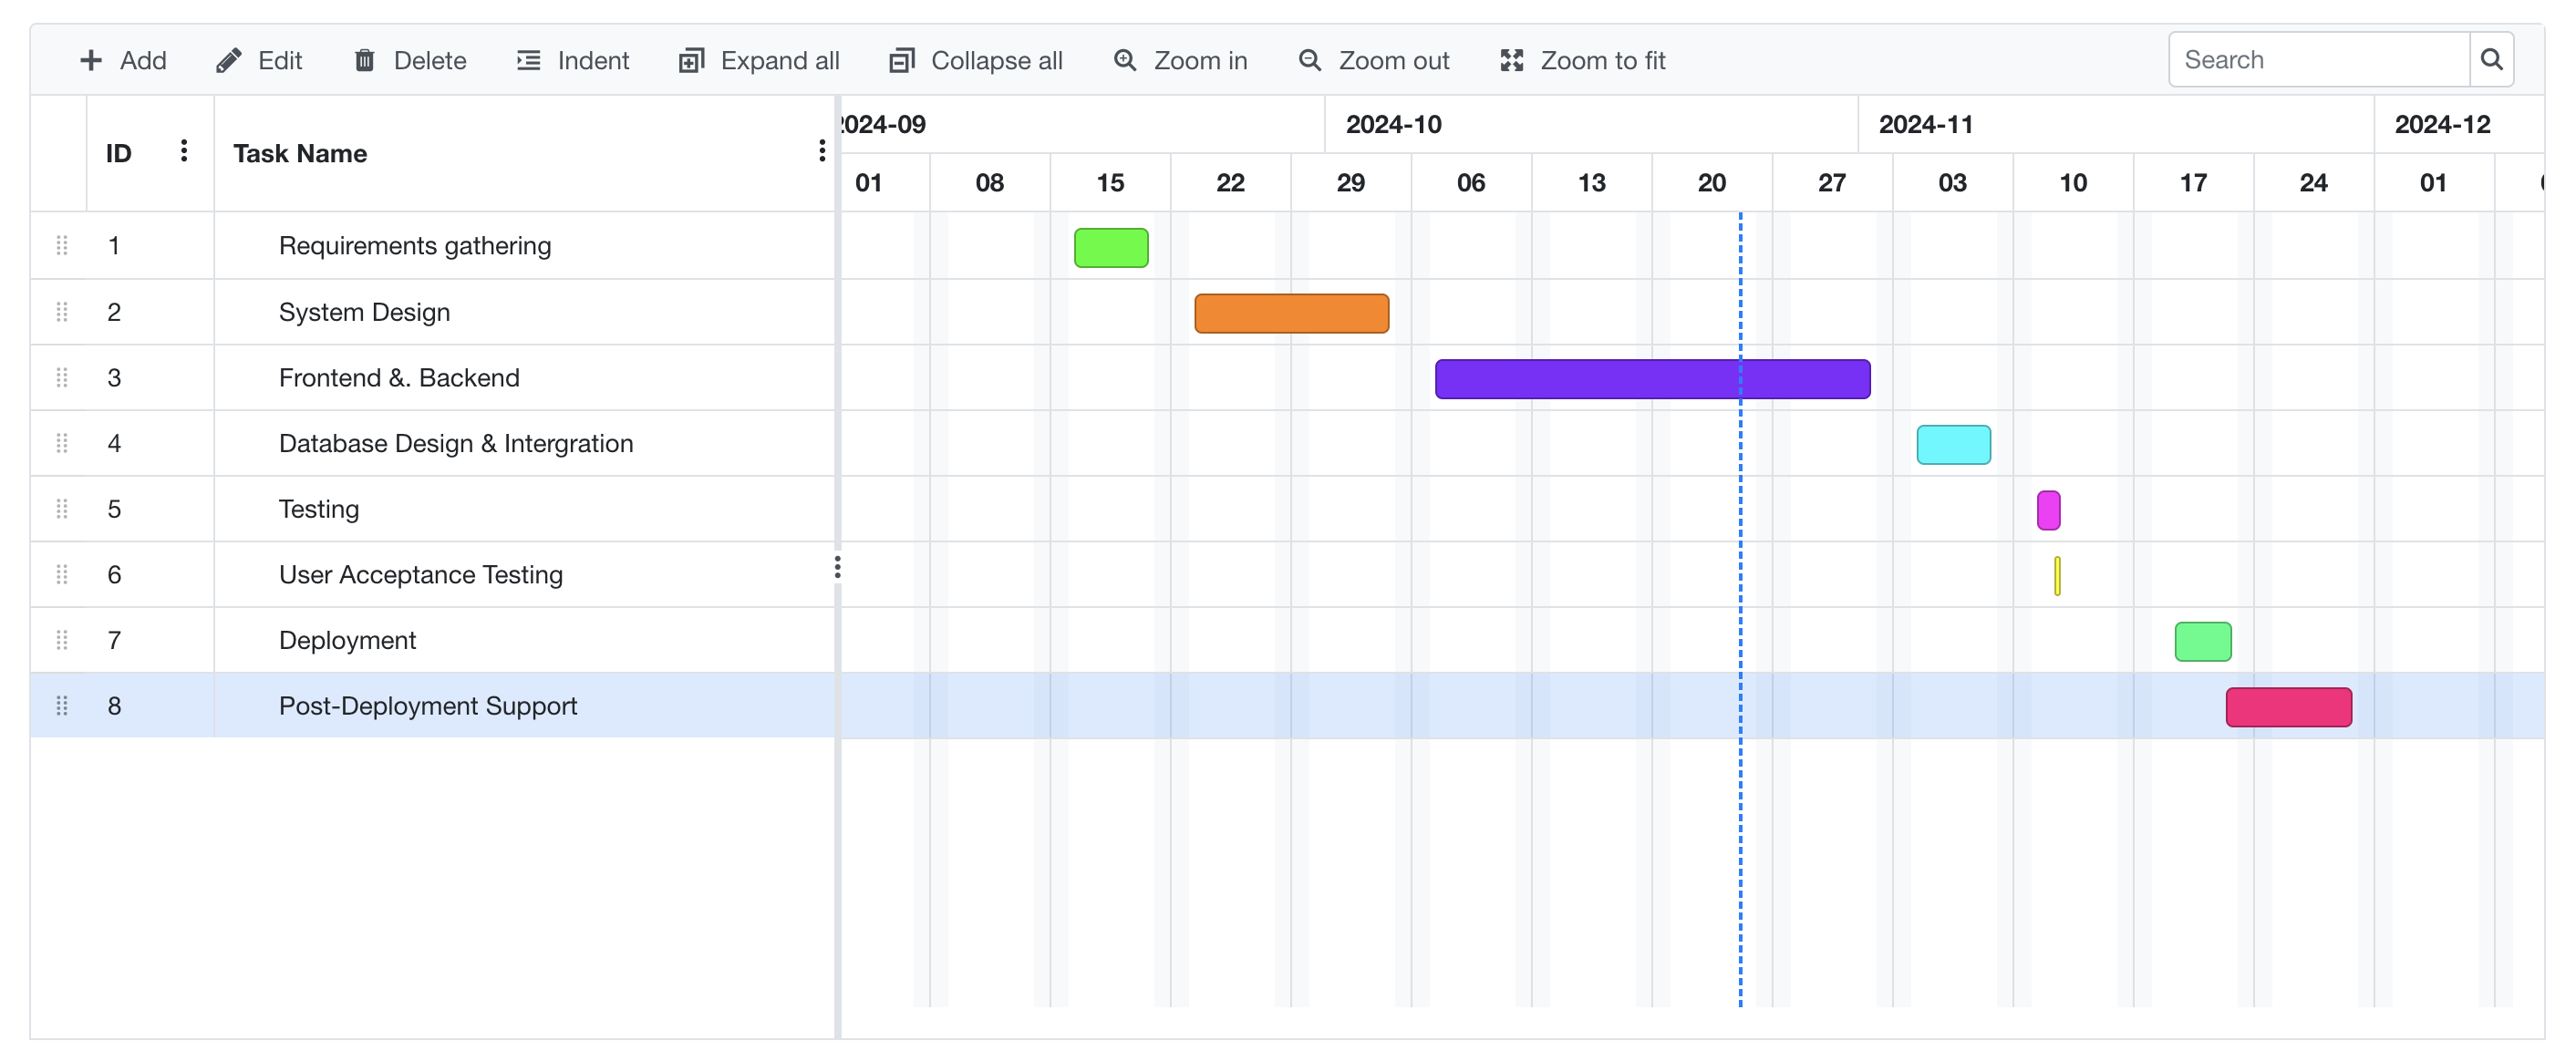 Add Edit Delete Indent Expand all Collapse all Zoom in Zoom out Zoom to fit Search
ID Task Name
2024-09 2024-10 2024-11 2024-12
01 08 15 22 29 06 13 20 27 03 10 17 24 01
1 Requirements gathering
2 System Design
3 Frontend &. Backend
4 Database Design & Intergration
5 Testing
6 User Acceptance Testing
7 Deployment
8 Post-Deployment Support